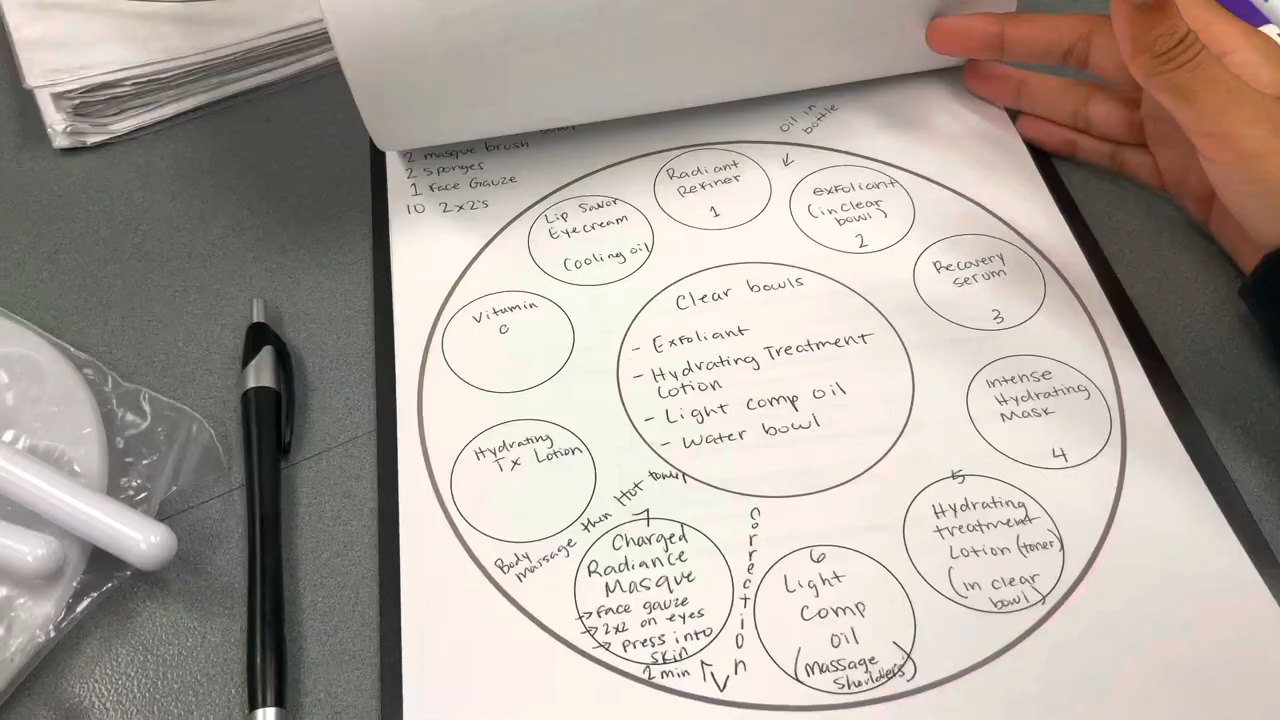 2 masque brush
2 sponges
1 Face Gauze
10 2x2's
oil in
bottle
Radiant
Refiner
1
exfoliant
(in clear
bowl)
2
Recovery
serum
3
Intense
Hydrating
Mask
4
5
Hydrating
treatment
Lotion (toner)
(in clear
bowl)
6
Light
comp
oil
(massage
shoulders)
correction
7
Charged
Radiance
Masque
→ Face gauze
→ 2x2 on eyes
→ press into
skin
2 min
Body
massage then Hot towel
Hydrating
Tx Lotion
Vitamin
C
Lip Savor
Eyecream
Cooling oil
Clear bowls
- Exfoliant
- Hydrating Treatment
Lotion
- Light comp oil
- water bowl